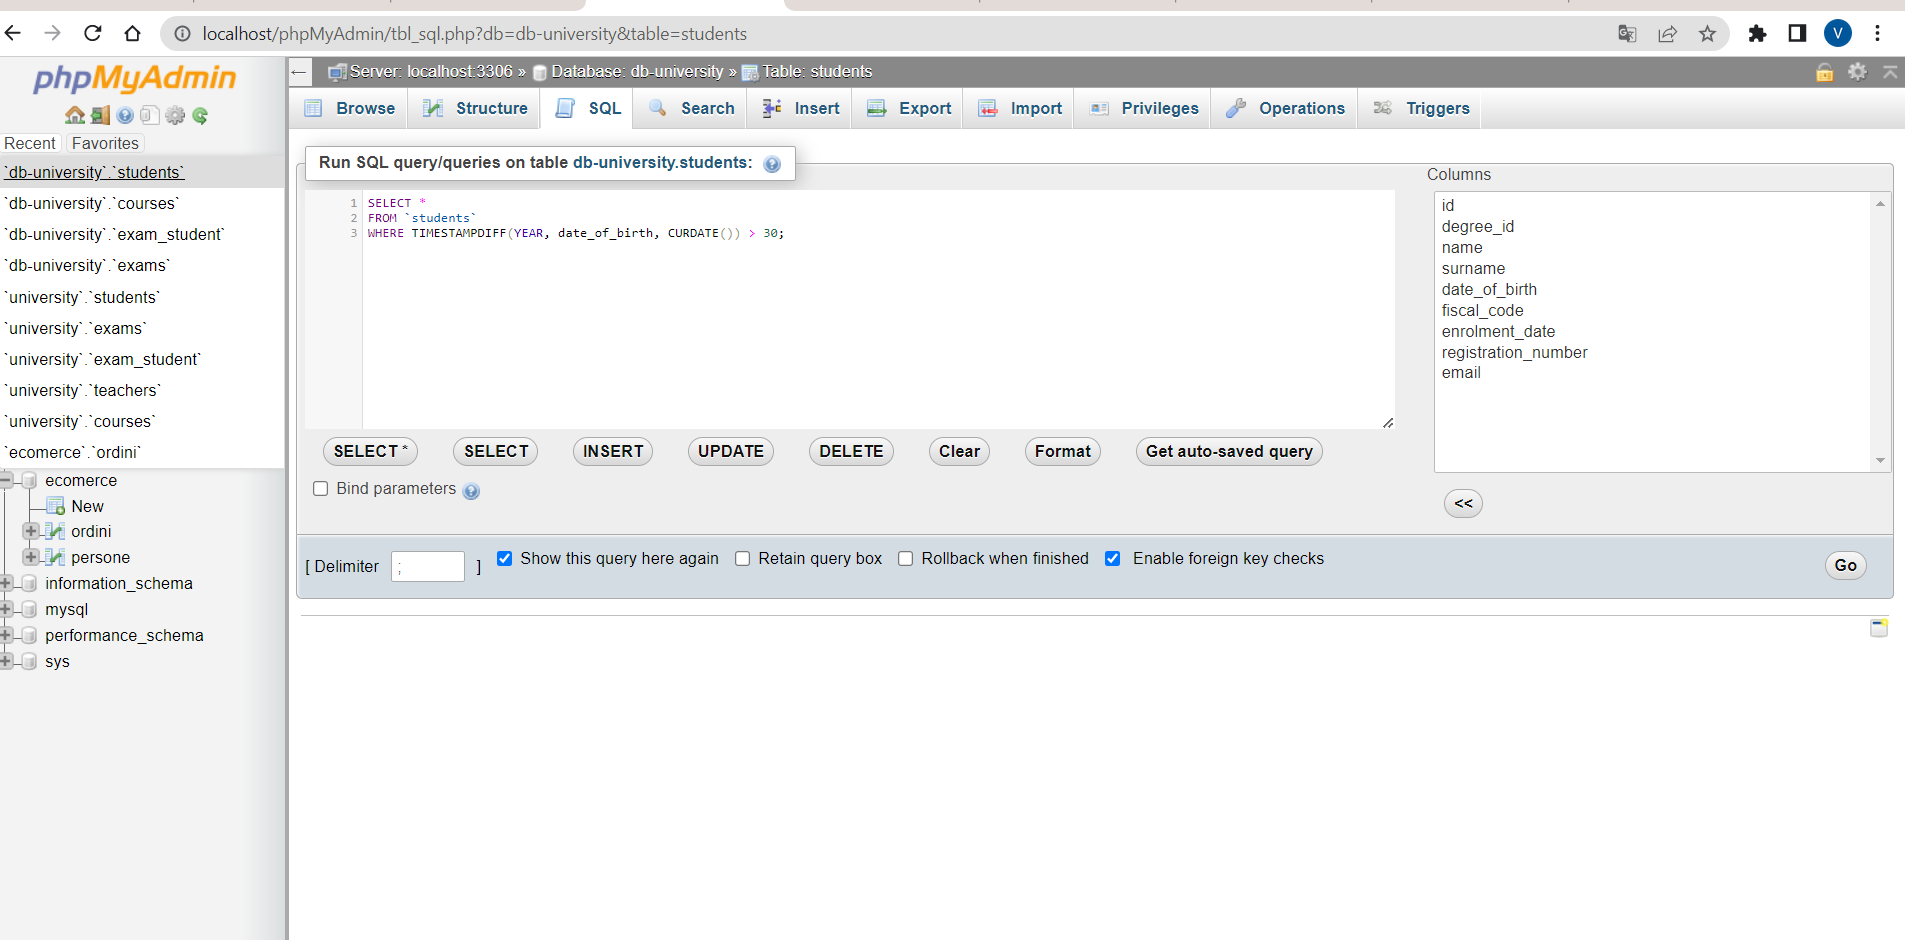 localhost/phpMyAdmin/tbl_sql.php?db=db-university&table=students
V
phpMyAdmin
Recent Favorites
`db-university`.`students`
`db-university`.`courses`
`db-university`.`exam_student`
`db-university`.`exams`
`university`.`students`
`university`.`exams`
`university`.`exam_student`
`university`.`teachers`
`university`.`courses`
`ecomerce`.`ordini`
ecomerce
New
ordini
persone
information_schema
mysql
performance_schema
sys
Server: localhost:3306 » Database: db-university » Table: students
Browse Structure SQL Search Insert Export Import Privileges Operations Triggers
Run SQL query/queries on table db-university.students:
1 SELECT *
2 FROM `students`
3 WHERE TIMESTAMPDIFF(YEAR, date_of_birth, CURDATE()) > 30;
SELECT * SELECT INSERT UPDATE DELETE Clear Format Get auto-saved query
Bind parameters
Columns
id
degree_id
name
surname
date_of_birth
fiscal_code
enrolment_date
registration_number
email
<<
[ Delimiter ; ] Show this query here again Retain query box Rollback when finished Enable foreign key checks Go